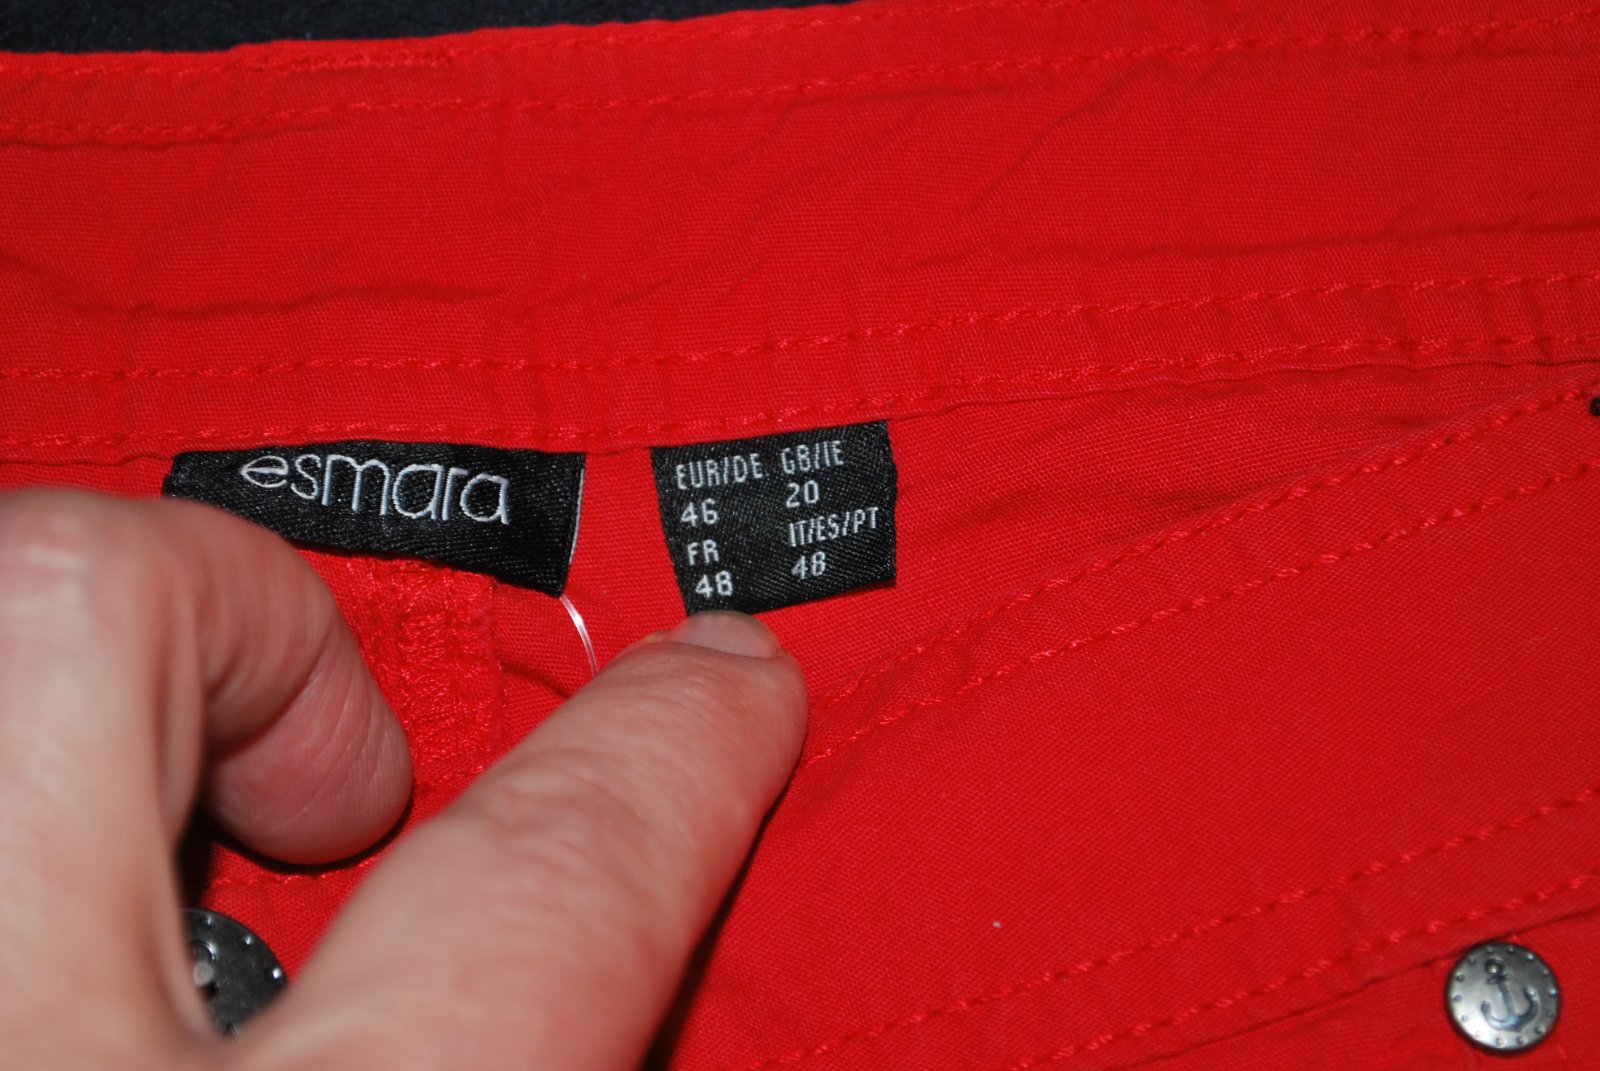 esmara
EUR/DE GB/IE
46 20
FR IT/ES/PT
48 48